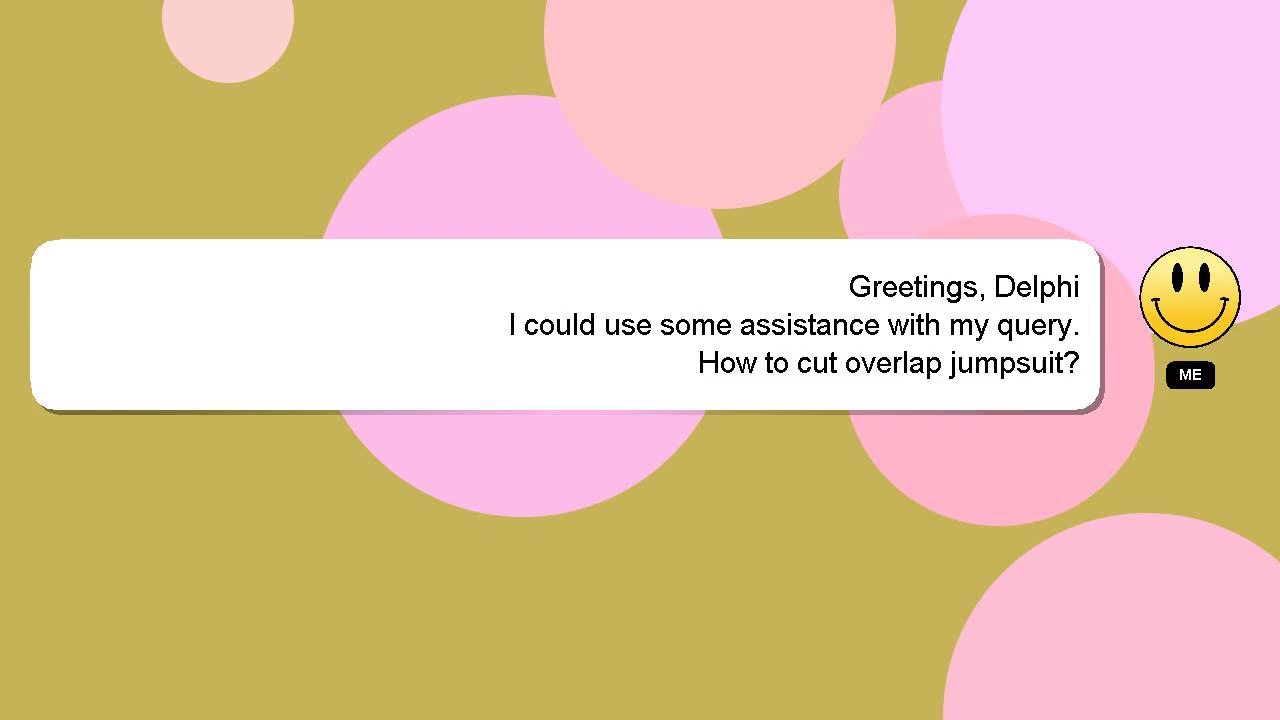 Greetings, Delphi
I could use some assistance with my query.
How to cut overlap jumpsuit?
ME